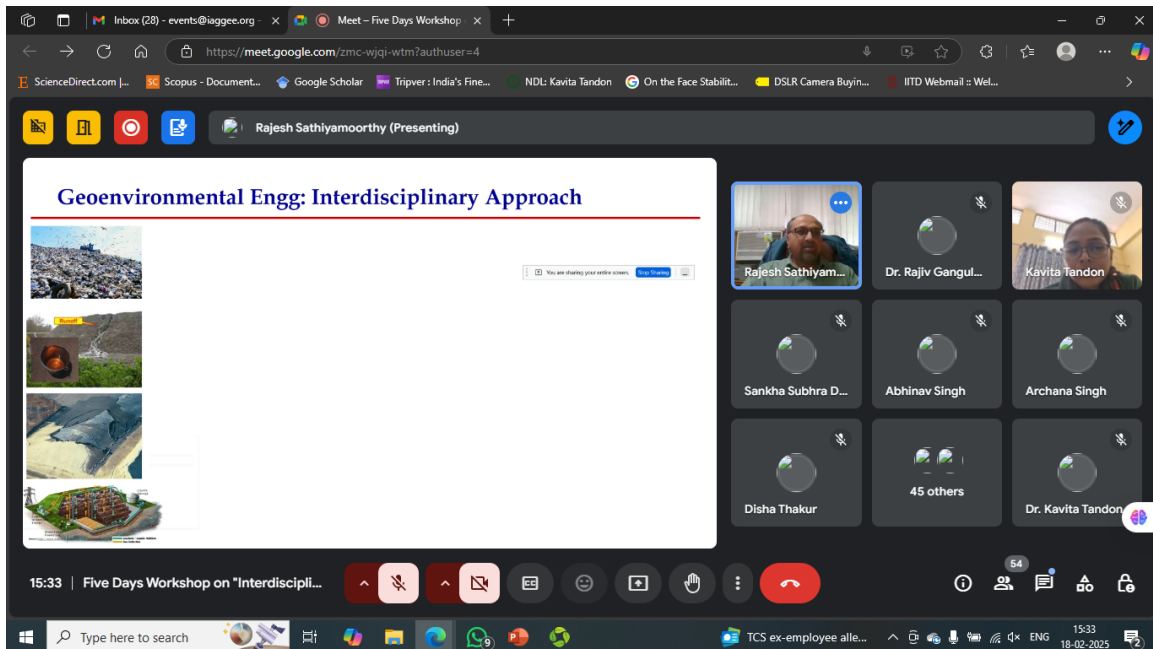 Inbox (28) - events@iaggee.org -
Meet – Five Days Workshop
https://meet.google.com/zmc-wjqi-wtm?authuser=4
ScienceDirect.com |...
SC Scopus - Document...
Google Scholar
Tripver : India's Fine...
NDL: Kavita Tandon
On the Face Stabilit...
DSLR Camera Buyin...
IITD Webmail :: Wel...
Rajesh Sathiyamoorthy (Presenting)
Geoenvironmental Engg: Interdisciplinary Approach
You are sharing your entire screen.
Stop Sharing
Runoff
Rajesh Sathiyam...
Dr. Rajiv Gangul...
Kavita Tandon
Sankha Subhra D...
Abhinav Singh
Archana Singh
Disha Thakur
45 others
Dr. Kavita Tandon
15:33 | Five Days Workshop on "Interdiscipli...
CC
54
Type here to search
9
TCS ex-employee alle...
ENG
15:33
18-02-2025
2